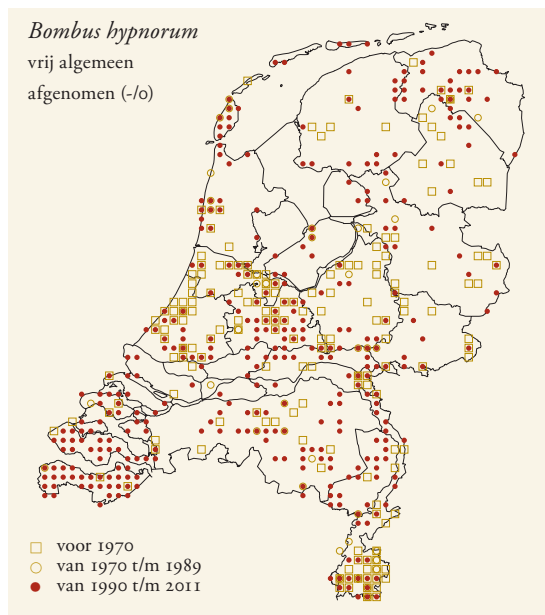 Bombus hypnorum
vrij algemeen
afgenomen (-/0)
voor 1970
van 1970 t/m 1989
van 1990 t/m 2011